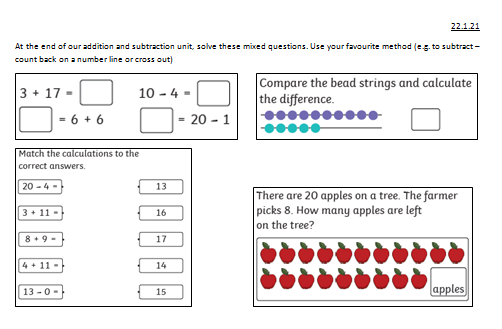 22.1.21
At the end of our addition and subtraction unit, solve these mixed questions. Use your favourite method (e.g. to subtract –
count back on a number line or cross out)
3 + 17 =
10 - 4 =
= 6 + 6
= 20 - 1
Compare the bead strings and calculate
the difference.
Match the calculations to the
correct answers.
20 - 4 =
13
3 + 11 =
16
8 + 9 =
17
4 + 11 =
14
13 - 0 =
15
There are 20 apples on a tree. The farmer
picks 8. How many apples are left
on the tree?
apples